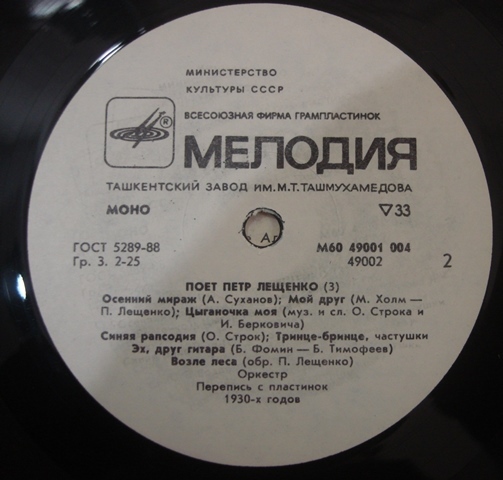 МИНИСТЕРСТВО
КУЛЬТУРЫ СССР
ВСЕСОЮЗНАЯ ФИРМА ГРАМПЛАСТИНОК
®
МЕЛОДИЯ
ТАШКЕНТСКИЙ ЗАВОД ИМ. М.Т. ТАШМУХАМЕДОВА
МОНО ▽33
ГОСТ 5289-88 М60 49001 004
Гр. 3. 2-25 49002 2
ПОЕТ ПЕТР ЛЕЩЕНКО (3)
Осенний мираж (А. Суханов); Мой друг (М. Холм —
П. Лещенко); Цыганочка моя (муз. и сл. О. Строка и
И. Берковича)
Синяя рапсодия (О. Строк); Тринце-бринце, частушки
Эх, друг гитара (Б. Фомин — Б. Тимофеев)
Возле леса (обр. П. Лещенко)
Оркестр
Перепись с пластинок
1930-х годов